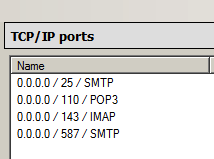 TCP/IP ports
Name
0.0.0.0 / 25 / SMTP
0.0.0.0 / 110 / POP3
0.0.0.0 / 143 / IMAP
0.0.0.0 / 587 / SMTP